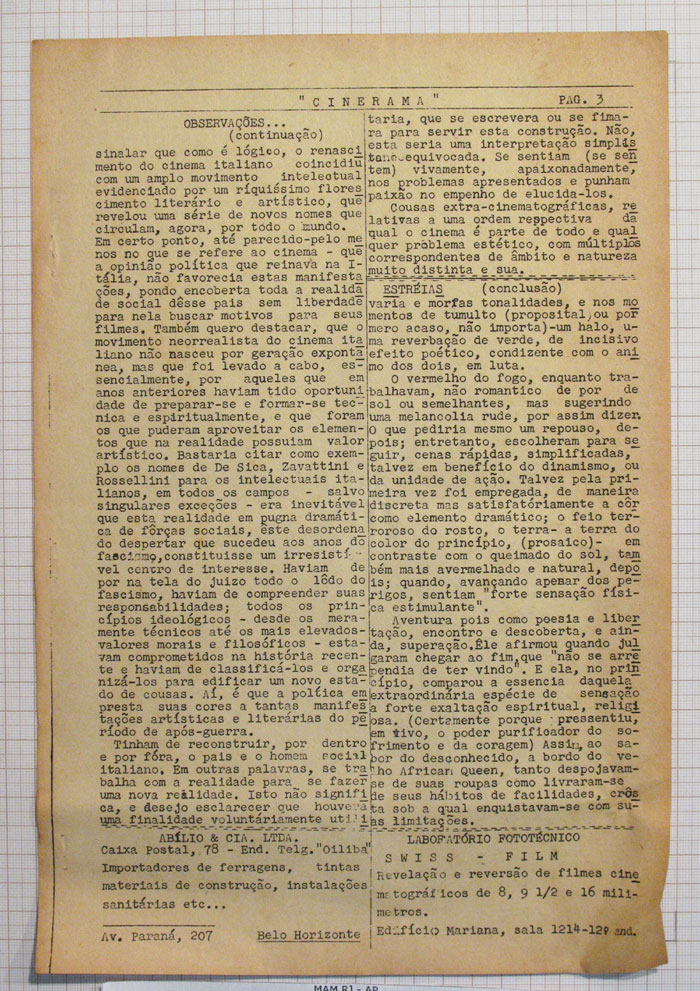 "CINERAMA"
PAG. 3
OBSERVAÇÕES...
(continuação)
sinalar que como é lógico, o renasci
mento do cinema italiano coincidiu
com um amplo movimento intelectual
evidenciado por um riquíssimo flores
cimento literário e artístico, que
revelou uma série de novos nomes que
circulam, agora, por todo o mundo.
Em certo ponto, até parecido-pelo me
nos no que se refere ao cinema - que
a opinião política que reinava na I-
tália, não favorecia estas manifesta
ções, pondo encoberta toda a realida
de social dêsse pais sem liberdade
para nela buscar motivos para seus
filmes. Também quero destacar, que o
movimento neorrealista do cinema ita
liano não nasceu por geração exponta
nea, mas que foi levado a cabo, es-
sencialmente, por aqueles que em
anos anteriores haviam tido oportuni
dade de preparar-se e formar-se tec-
nica e espiritualmente, e que foram
os que puderam aproveitar os elemen-
tos que na realidade possuiam valor
artístico. Bastaria citar como exem-
plo os nomes de De Sica, Zavattini e
Rossellini para os intelectuais ita-
lianos, em todos os campos - salvo
singulares exceções - era inevitável
que esta realidade em pugna dramáti-
ca de fôrças sociais, este desordena
do despertar que sucedeu aos anos do
fascismo,constituisse um irresistí-
vel centro de interesse. Haviam de
por na tela do juizo todo o lôdo do
fascismo, haviam de compreender suas
responsabilidades; todos os prin-
cípios ideológicos - desde os mera-
mente técnicos até os mais elevados-
valores morais e filosóficos - esta-
vam comprometidos na história recen-
te e haviam de classificá-los e orga
nizá-los para edificar um novo esta-
do de cousas. Aí, é que a polítca em
presta suas cores a tantas manifes
tações artísticas e literárias do pe
ríodo de após-guerra.
Tinham de reconstruir, por dentro
e por fóra, o pais e o homem social
italiano. Em outras palavras, se tra
balha com a realidade para se fazer
uma nova realidade. Isto não signifi
ca, e desejo esclarecer que houvera
uma finalidade voluntáriamente utili
taria, que se escrevera ou se fima-
ra para servir esta construção. Não,
esta seria uma interpretação simplis
tanc equivocada. Se sentiam (se sen
tem) vivamente, apaixonadamente,
nos problemas apresentados e punham
paixão no empenho de elucida-los.
Cousas extra-cinematográficas, re
lativas a uma ordem respectiva da
qual o cinema é parte de todo e qual
quer problema estético, com múltiplos
correspondentes de âmbito e natureza
muito distinta e sua.
ESTRÉIAS (conclusão)
varia e morfas tonalidades, e nos mo
mentos de tumulto (proposital,ou por
mero acaso, não importa)-um halo, u-
ma reverbação de verde, de incisivo
efeito poético, condizente com o ani
mo dos dois, em luta.
O vermelho do fogo, enquanto tra-
balhavam, não romantico de por de
sol ou semelhantes, mas sugerindo
uma melancolia rude, por assim dizer.
O que pediria mesmo um repouso, de-
pois; entretanto, escolheram para se
guir, cenas rápidas, simplificadas,
talvez em benefício do dinamismo, ou
da unidade de ação. Talvez pela pri-
meira vez foi empregada, de maneira
discreta mas satisfatóriamente a côr
como elemento dramático; o feio ter-
roroso do rosto, o terra- a terra do
color do princípio, (prosaico)- em
contraste com o queimado do sol, tam
bém mais avermelhado e natural, depo
is; quando, avançando apesar dos pe-
rigos, sentiam "forte sensação físi-
ca estimulante".
Aventura pois como poesia e liber
tação, encontro e descoberta, e ain-
da, superação.Êle afirmou quando jul
garam chegar ao fim,que "não se arre
pendia de ter vindo". E ela, no prin
cípio, comparou a essencia daquela
extraordinária espécie de sensação
a forte exaltação espiritual, religi
osa. (Certamente porque pressentiu,
em tivo, o poder purificador do so-
frimento e da coragem) Assim, ao sa-
bor do desconhecido, a bordo do ve-
lho African Queen, tanto despojavam-
se de suas roupas como livraram-se
de seus hábitos de facilidades, crôs
ta sob a qual enquistavam-se com su-
as limitações.
ABÍLIO & CIA. LTDA.
Caixa Postal, 78 - End. Telg."Oiliba"
Importadores de ferragens, tintas
materiais de construção, instalações
sanitárias etc...
Av. Paraná, 207 Belo Horizonte
LABORATÓRIO FOTOTÉCNICO
SWISS - FILM
Revelação e reversão de filmes cine
matográficos de 8, 9 1/2 e 16 mili-
metros.
Edifício Mariana, sala 1214-12º and.
MAM RJ - AP